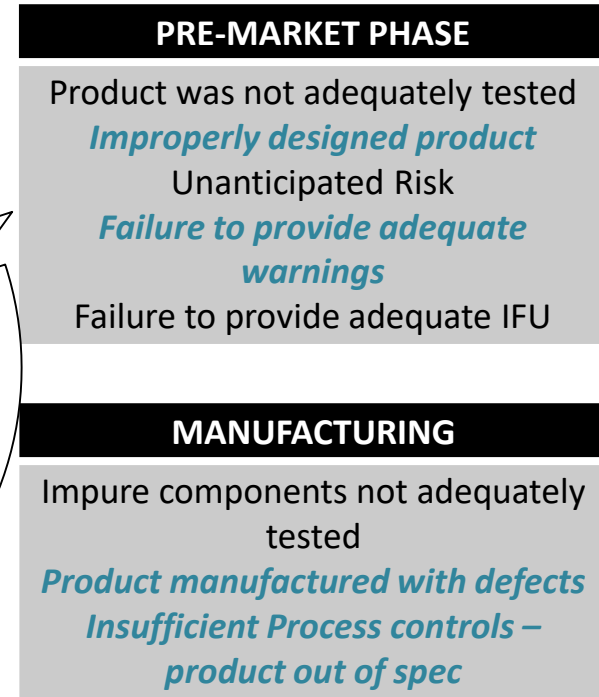 PRE-MARKET PHASE
Product was not adequately tested
Improperly designed product
Unanticipated Risk
Failure to provide adequate
warnings
Failure to provide adequate IFU
MANUFACTURING
Impure components not adequately
tested
Product manufactured with defects
Insufficient Process controls –
product out of spec